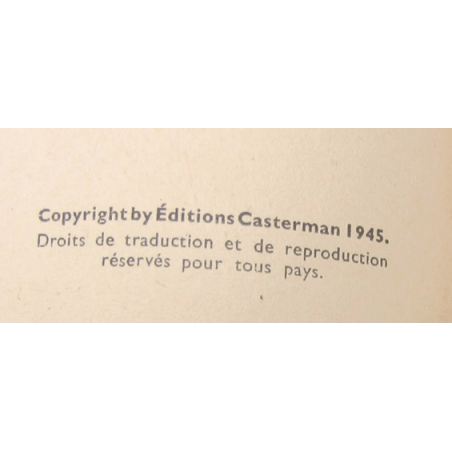 Copyright by Éditions Casterman 1945.
Droits de traduction et de reproduction
réservés pour tous pays.